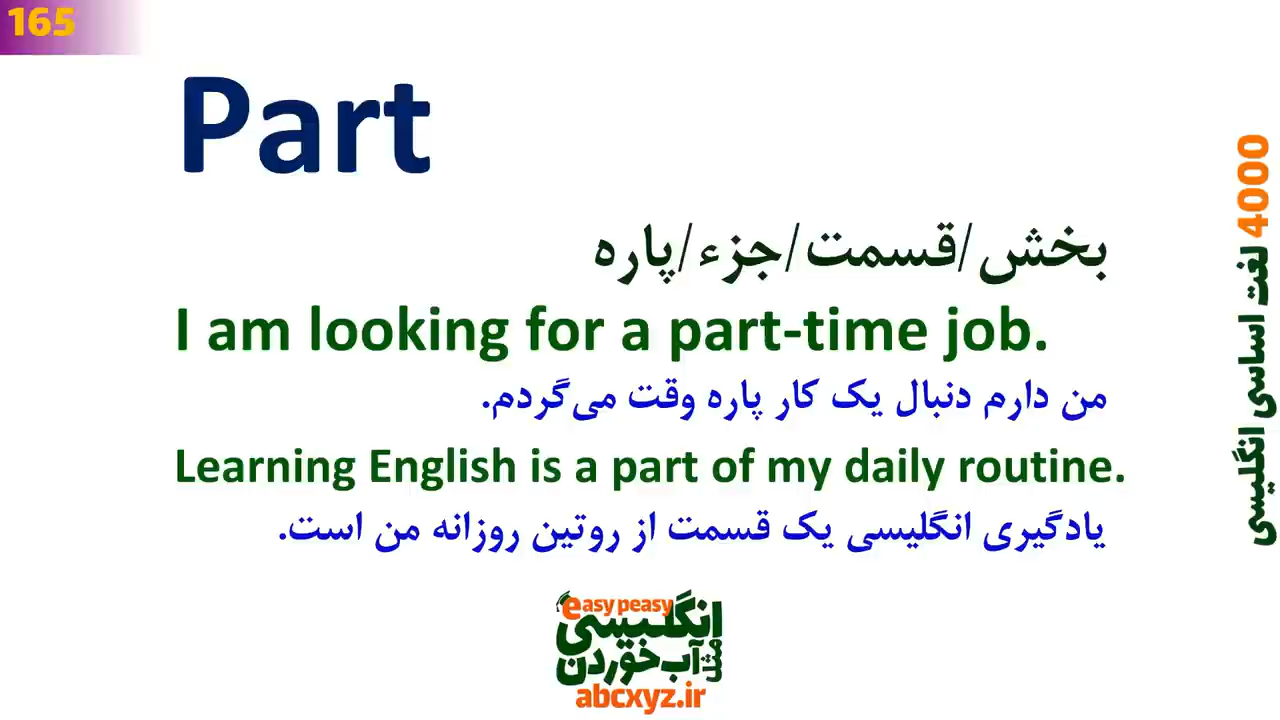 165
Part
بخش/قسمت/جزء/پاره
I am looking for a part-time job.
من دارم دنبال یک کار پاره وقت می‌گردم.
Learning English is a part of my daily routine.
یادگیری انگلیسی یک قسمت از روتین روزانه من است.
4000 لغت اساسی انگلیسی
easy peasy
انگلیسی
مثل آب خوردن
abcxyz.ir